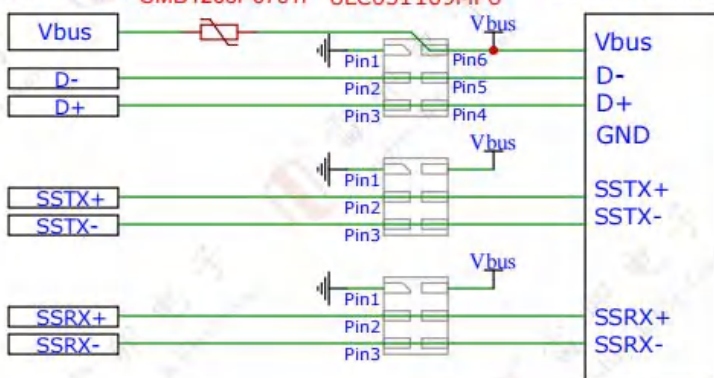 Vbus
Vbus
Vbus
Pin1
Pin6
D-
Pin2
Pin5
D-
D+
Pin3
Pin4
D+
GND
Vbus
Pin1
SSTX+
Pin2
SSTX+
SSTX-
Pin3
SSTX-
Vbus
Pin1
SSRX+
Pin2
SSRX+
SSRX-
Pin3
SSRX-